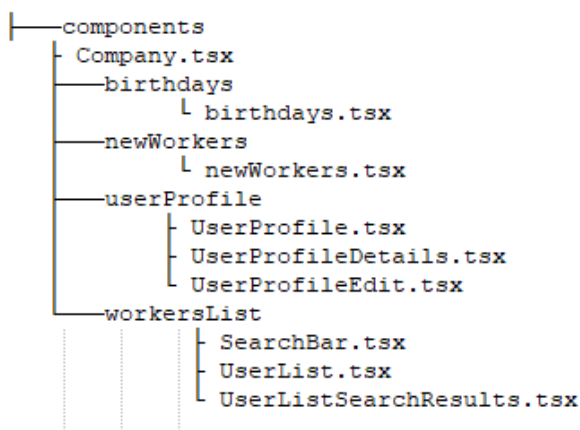 components
Company.tsx
birthdays
birthdays.tsx
newWorkers
newWorkers.tsx
userProfile
UserProfile.tsx
UserProfileDetails.tsx
UserProfileEdit.tsx
workersList
SearchBar.tsx
UserList.tsx
UserListSearchResults.tsx